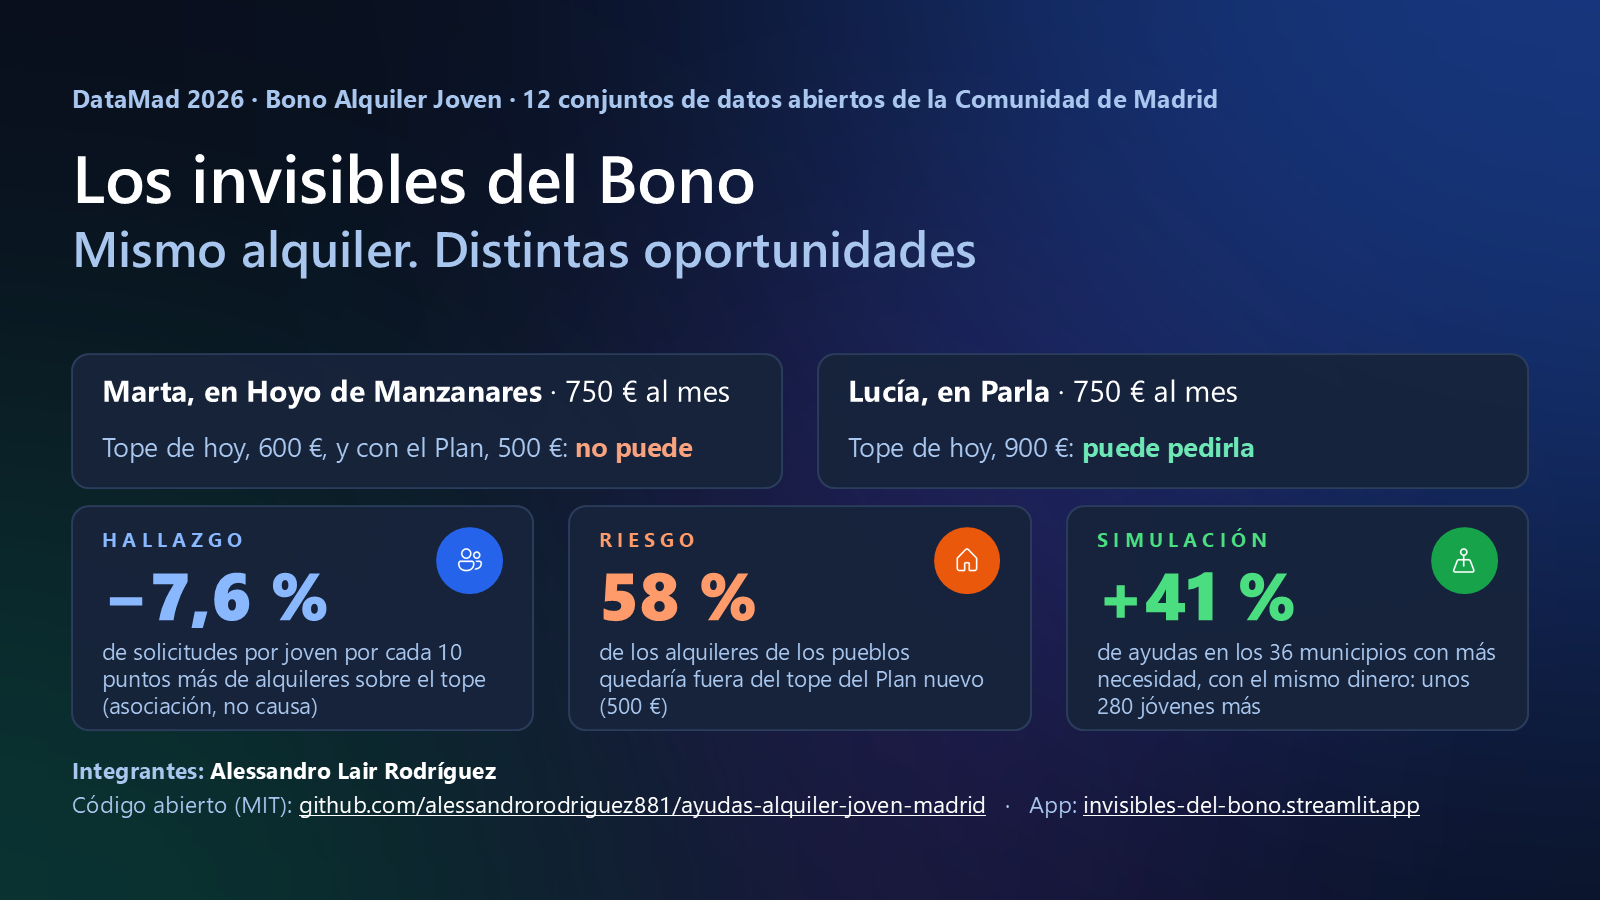 DataMad 2026 · Bono Alquiler Joven · 12 conjuntos de datos abiertos de la Comunidad de Madrid
Los invisibles del Bono
Mismo alquiler. Distintas oportunidades
Marta, en Hoyo de Manzanares · 750 € al mes
Tope de hoy, 600 €, y con el Plan, 500 €: no puede
Lucía, en Parla · 750 € al mes
Tope de hoy, 900 €: puede pedirla
HALLAZGO
−7,6 %
de solicitudes por joven por cada 10
puntos más de alquileres sobre el tope
(asociación, no causa)
RIESGO
58 %
de los alquileres de los pueblos
quedaría fuera del tope del Plan nuevo
(500 €)
SIMULACIÓN
+41 %
de ayudas en los 36 municipios con más
necesidad, con el mismo dinero: unos
280 jóvenes más
Integrantes: Alessandro Lair Rodríguez
Código abierto (MIT): github.com/alessandrorodriguez881/ayudas-alquiler-joven-madrid · App: invisibles-del-bono.streamlit.app